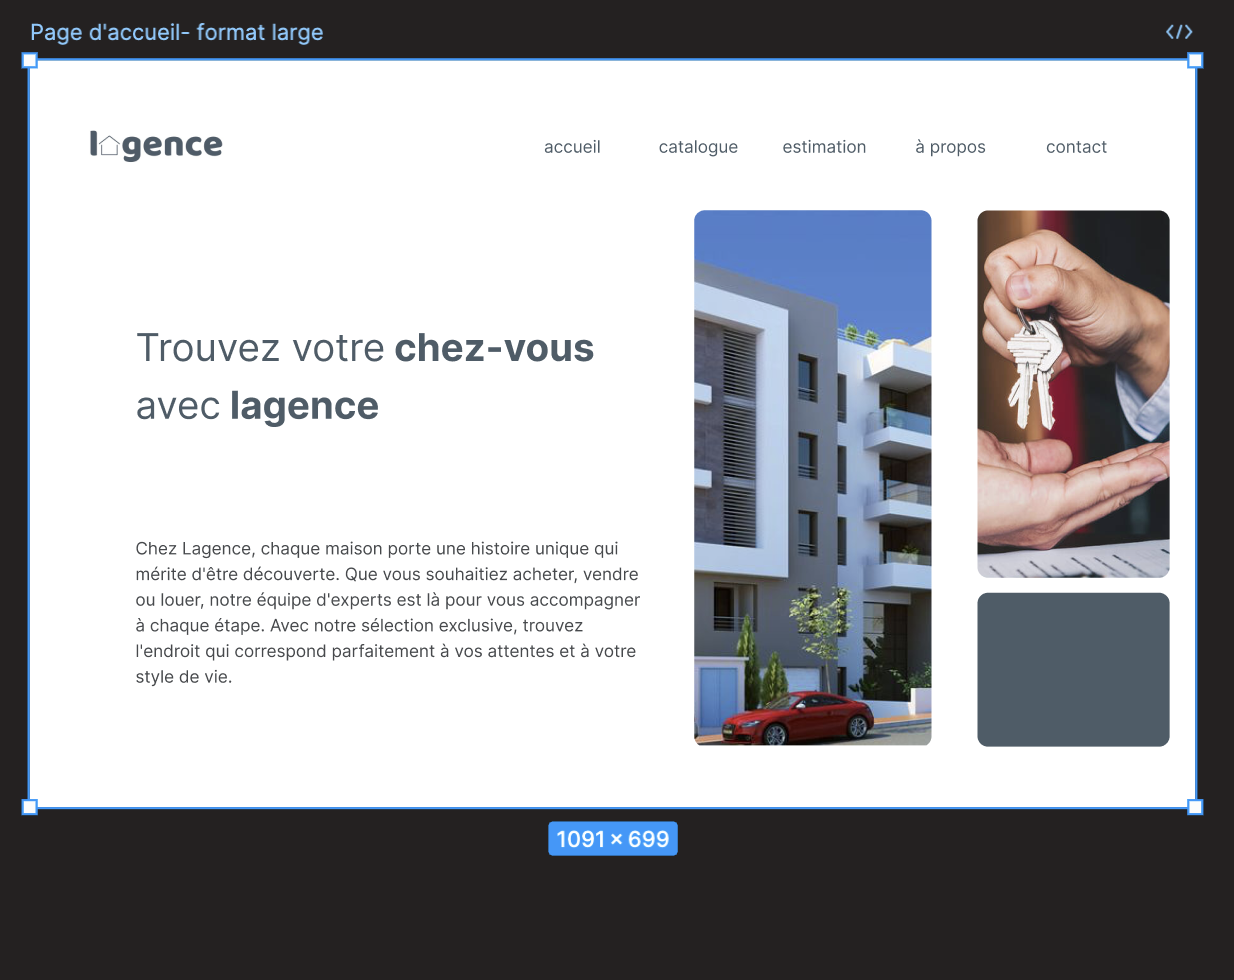 Page d'accueil- format large
</>
lagence
accueil catalogue estimation à propos contact
Trouvez votre chez-vous
avec lagence
Chez Lagence, chaque maison porte une histoire unique qui
mérite d'être découverte. Que vous souhaitiez acheter, vendre
ou louer, notre équipe d'experts est là pour vous accompagner
à chaque étape. Avec notre sélection exclusive, trouvez
l'endroit qui correspond parfaitement à vos attentes et à votre
style de vie.
1091 × 699